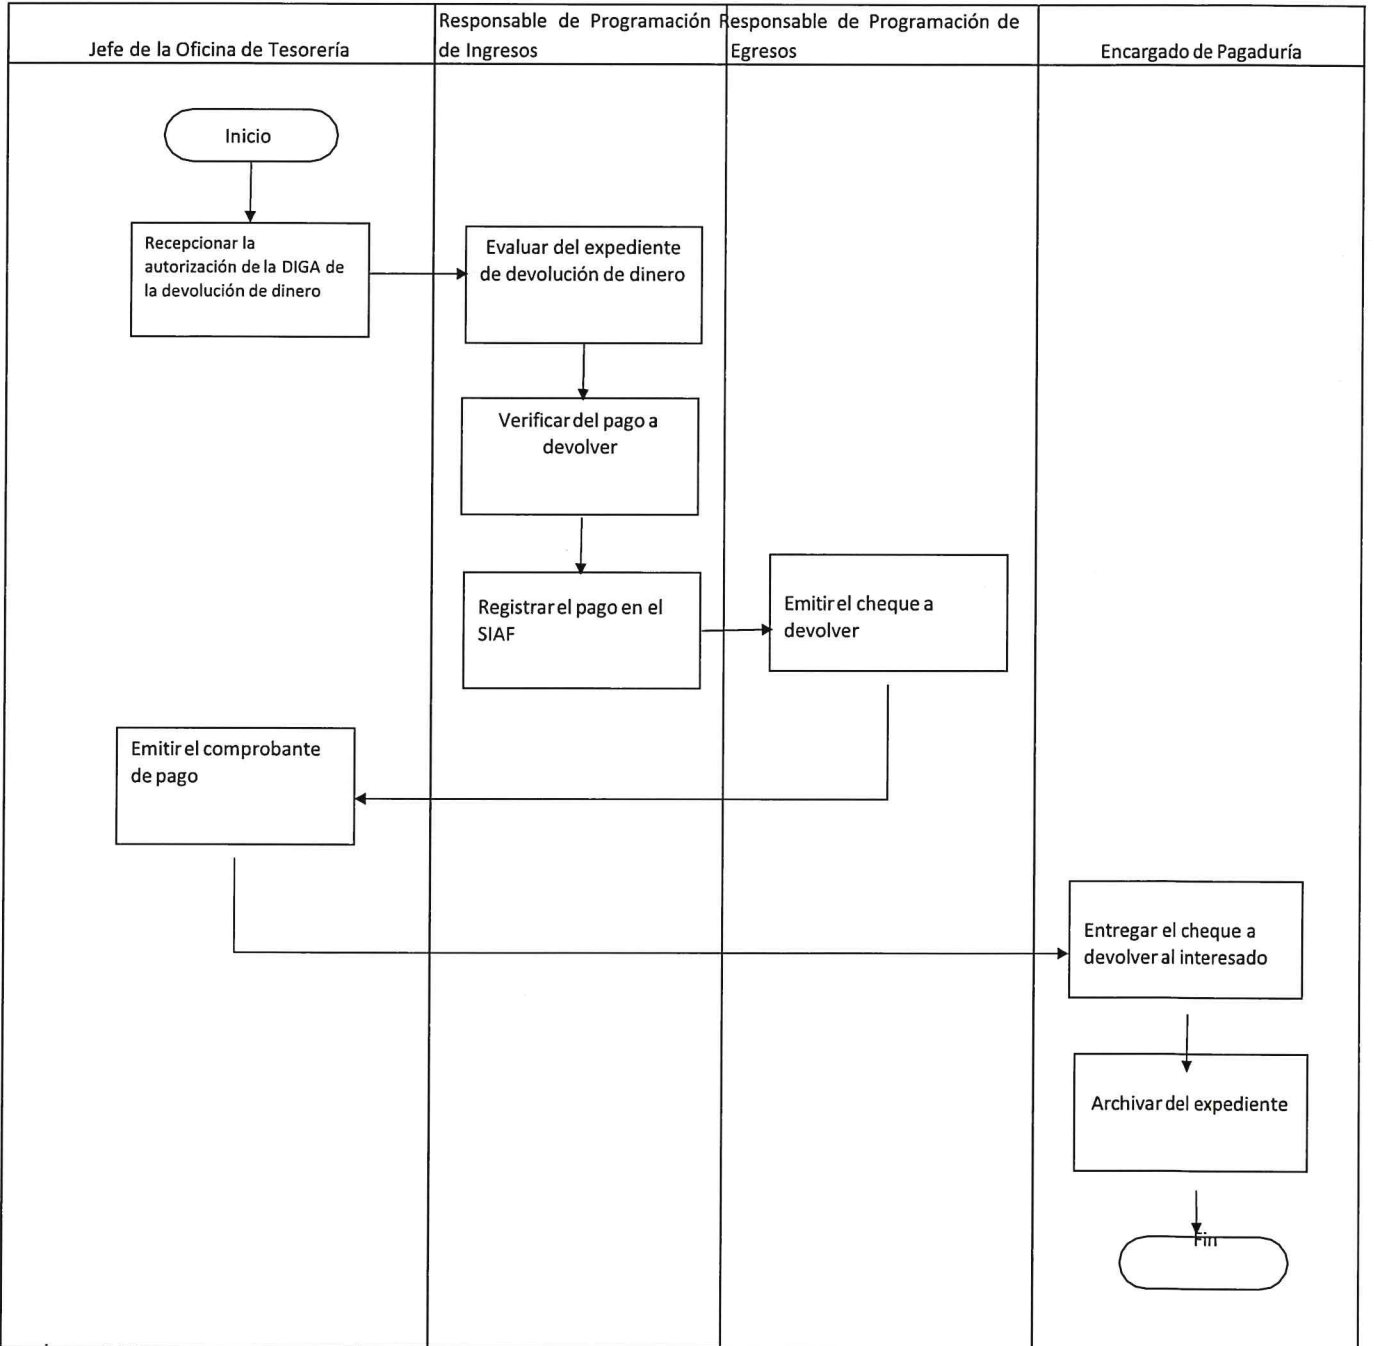 Jefe de la Oficina de Tesorería
Responsable de Programación
de Ingresos
Responsable de Programación de
Egresos
Encargado de Pagaduría
Inicio
Recepcionar la
autorización de la DIGA de
la devolución de dinero
Evaluar del expediente
de devolución de dinero
Verificar del pago a
devolver
Registrar el pago en el
SIAF
Emitir el cheque a
devolver
Emitir el comprobante
de pago
Entregar el cheque a
devolver al interesado
Archivar del expediente
Fin